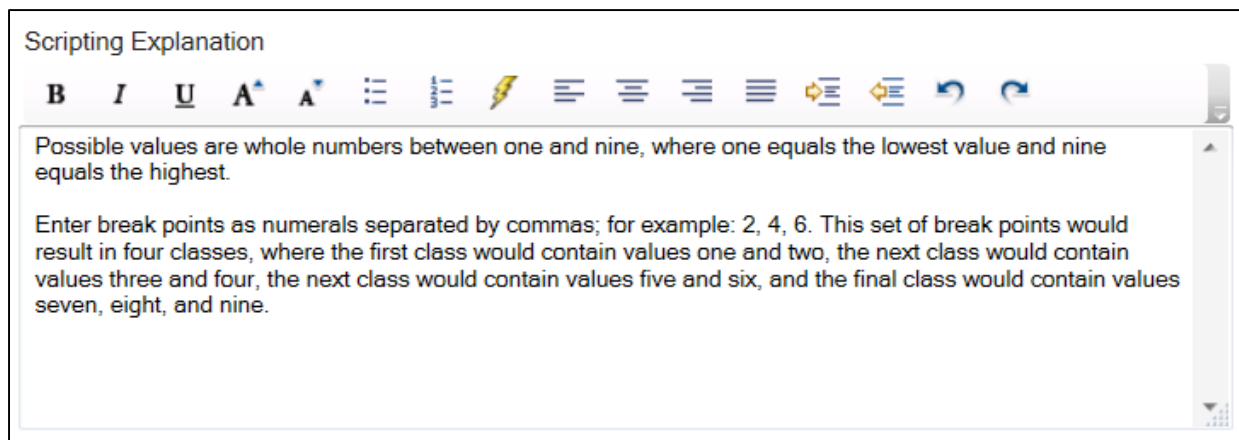 Scripting Explanation
B I U A A
Possible values are whole numbers between one and nine, where one equals the lowest value and nine
equals the highest.
Enter break points as numerals separated by commas; for example: 2, 4, 6. This set of break points would
result in four classes, where the first class would contain values one and two, the next class would contain
values three and four, the next class would contain values five and six, and the final class would contain values
seven, eight, and nine.